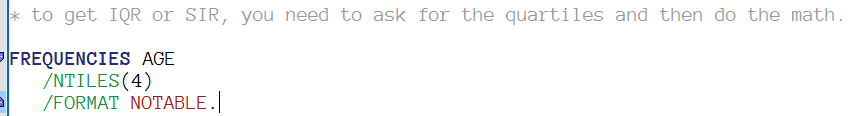 * to get IQR or SIR, you need to ask for the quartiles and then do the math.
FREQUENCIES AGE
/NTILES(4)
/FORMAT NOTABLE.